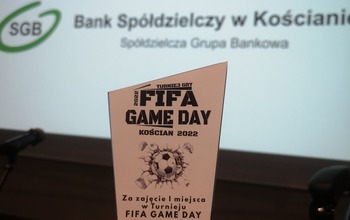 SGB
Bank Spółdzielczy w Kościanie
Spółdzielcza Grupa Bankowa
TURNIEJ GRY
2022
FIFA
GAME DAY
KOŚCIAN 2022
Za zajęcie I miejsca
w Turnieju
FIFA GAME DAY